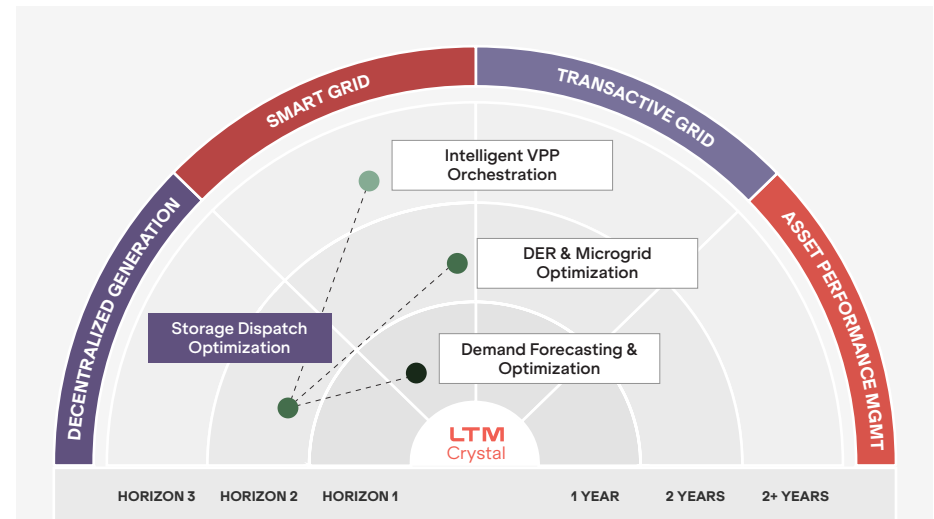 DECENTRALIZED GENERATION
SMART GRID
TRANSACTIVE GRID
ASSET PERFORMANCE MGMT
Intelligent VPP
Orchestration
DER & Microgrid
Optimization
Storage Dispatch
Optimization
Demand Forecasting &
Optimization
LTM
Crystal
HORIZON 3 HORIZON 2 HORIZON 1 1 YEAR 2 YEARS 2+ YEARS